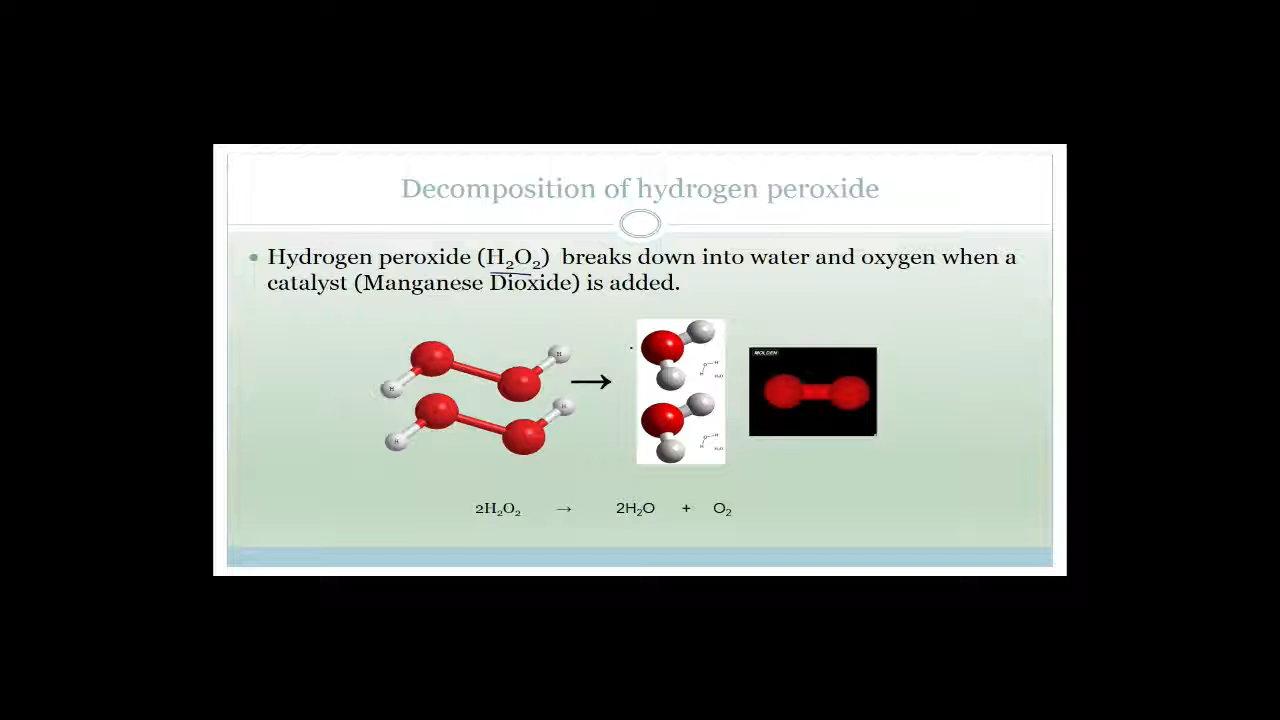 Decomposition of hydrogen peroxide
• Hydrogen peroxide (H₂O₂) breaks down into water and oxygen when a
catalyst (Manganese Dioxide) is added.
MOLDEN
H H
H H
2H₂O₂ → 2H₂O + O₂